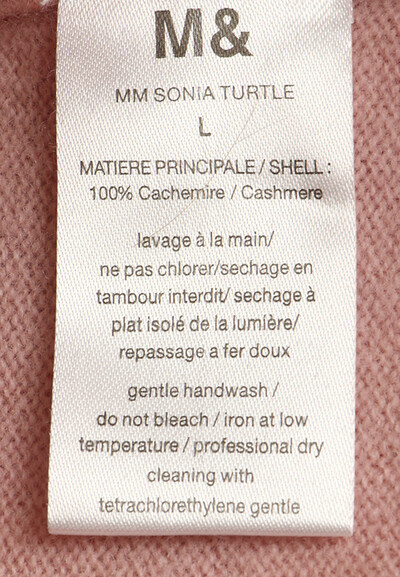 M&
MM SONIA TURTLE
L
MATIERE PRINCIPALE / SHELL :
100% Cachemire / Cashmere
lavage à la main/
ne pas chlorer/sechage en
tambour interdit/ sechage à
plat isolé de la lumière/
repassage a fer doux
gentle handwash /
do not bleach / iron at low
temperature / professional dry
cleaning with
tetrachlorethylene gentle